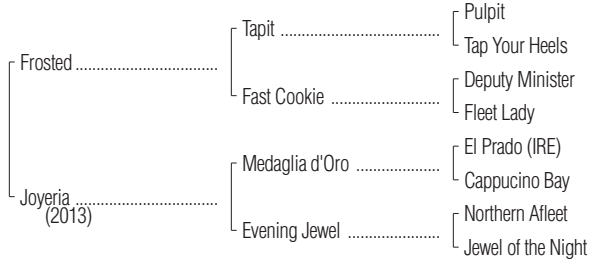 Pulpit
Tapit ................................
Tap Your Heels
Frosted .............................
Deputy Minister
Fast Cookie ......................
Fleet Lady
El Prado (IRE)
Medaglia d'Oro .................
Cappucino Bay
Joyeria .............................
(2013)
Northern Afleet
Evening Jewel ...................
Jewel of the Night